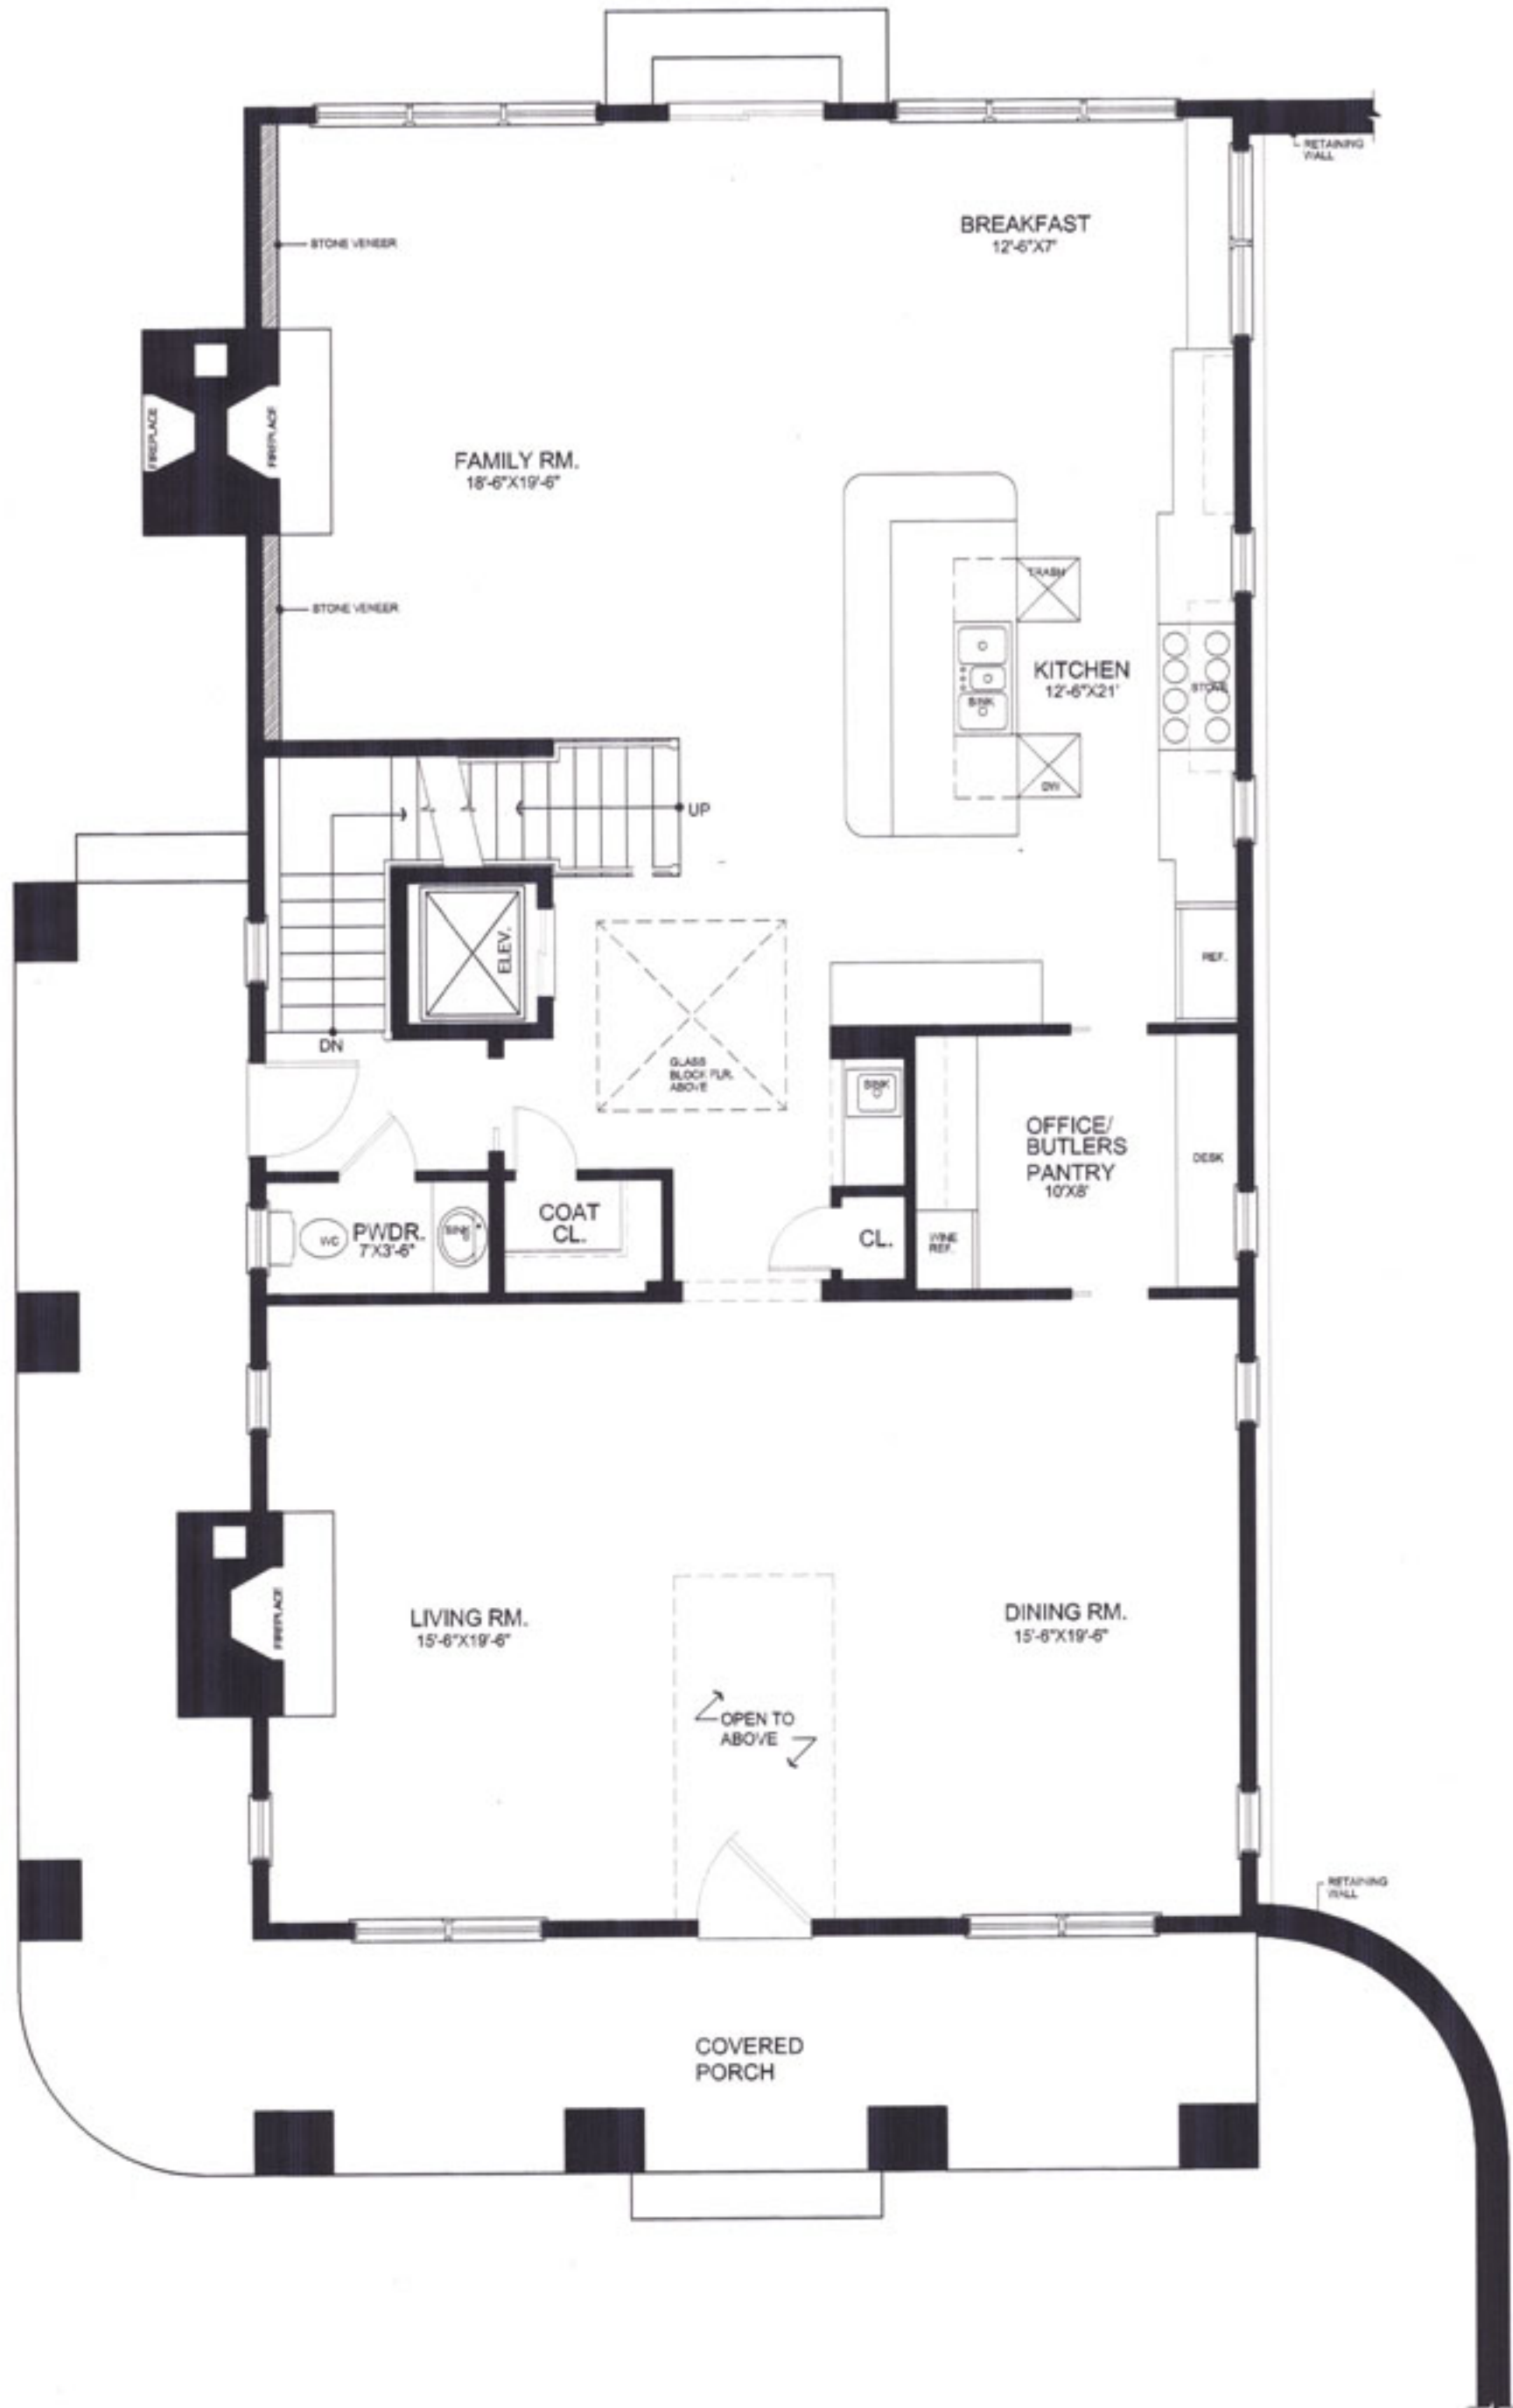 RETAINING
WALL
BREAKFAST
12'-6"X7'
STONE VENEER
FIREPLACE
FIREPLACE
FAMILY RM.
18'-6"X19'-6"
TRASH
STONE VENEER
KITCHEN
12'-6"X21'
STOVE
SINK
DW
UP
ELEV.
REF.
DN
GLASS
BLOCK FLR.
ABOVE
SINK
OFFICE/
BUTLERS
PANTRY
10'X8'
DESK
COAT
CL.
PWDR.
7'X3'-6"
WC
SINK
CL.
WINE
REF.
FIREPLACE
LIVING RM.
15'-6"X19'-6"
DINING RM.
15'-6"X19'-6"
OPEN TO
ABOVE
RETAINING
WALL
COVERED
PORCH